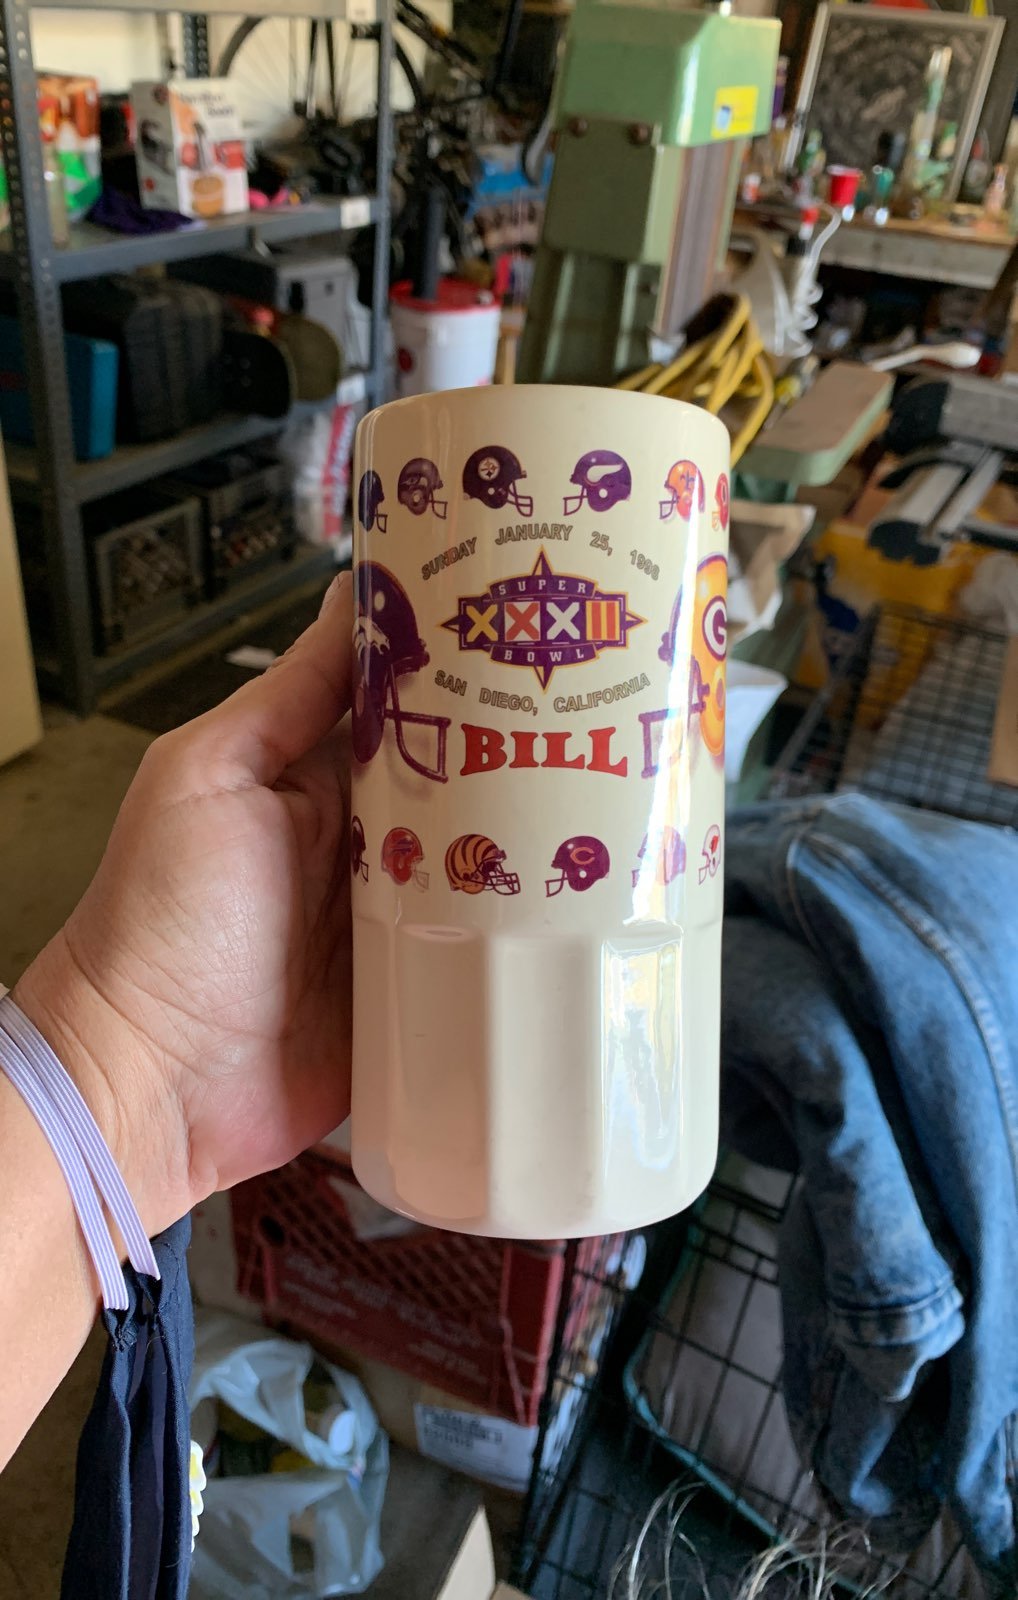 SUNDAY JANUARY 25, 1998
SUPER
XXXII
BOWL
SAN DIEGO, CALIFORNIA
BILL
G
C